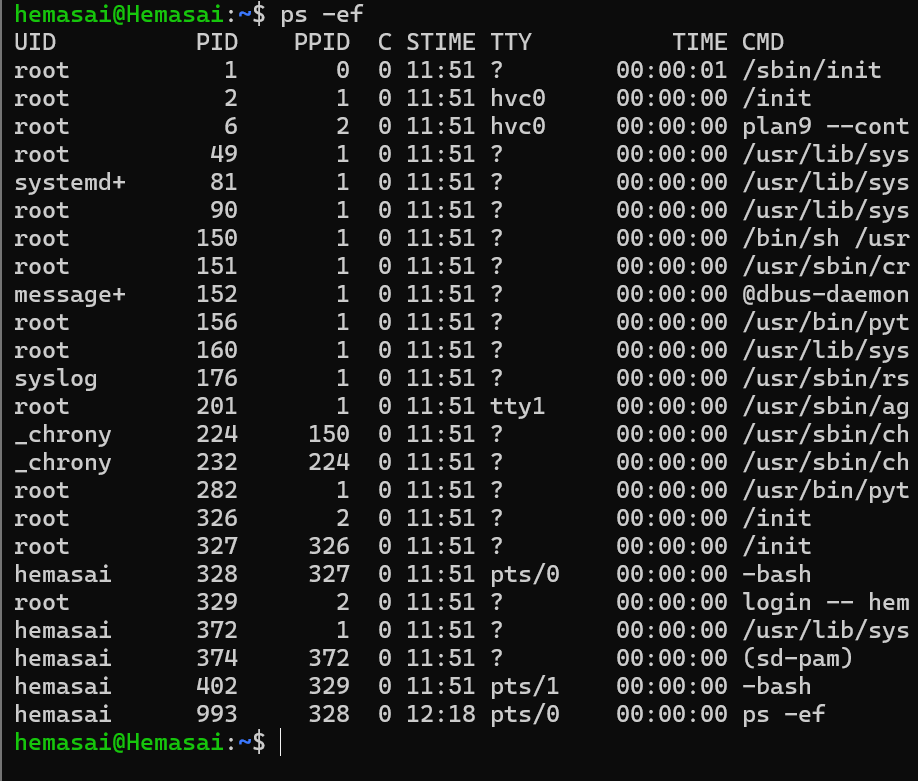 hemasai@Hemasai:~$ ps -ef
UID          PID    PPID  C STIME TTY          TIME CMD
root           1       0  0 11:51 ?        00:00:01 /sbin/init
root           2       1  0 11:51 hvc0     00:00:00 /init
root           6       2  0 11:51 hvc0     00:00:00 plan9 --cont
root          49       1  0 11:51 ?        00:00:00 /usr/lib/sys
systemd+      81       1  0 11:51 ?        00:00:00 /usr/lib/sys
root          90       1  0 11:51 ?        00:00:00 /usr/lib/sys
root         150       1  0 11:51 ?        00:00:00 /bin/sh /usr
root         151       1  0 11:51 ?        00:00:00 /usr/sbin/cr
message+     152       1  0 11:51 ?        00:00:00 @dbus-daemon
root         156       1  0 11:51 ?        00:00:00 /usr/bin/pyt
root         160       1  0 11:51 ?        00:00:00 /usr/lib/sys
syslog       176       1  0 11:51 ?        00:00:00 /usr/sbin/rs
root         201       1  0 11:51 tty1     00:00:00 /usr/sbin/ag
_chrony      224     150  0 11:51 ?        00:00:00 /usr/sbin/ch
_chrony      232     224  0 11:51 ?        00:00:00 /usr/sbin/ch
root         282       1  0 11:51 ?        00:00:00 /usr/bin/pyt
root         326       2  0 11:51 ?        00:00:00 /init
root         327     326  0 11:51 ?        00:00:00 /init
hemasai      328     327  0 11:51 pts/0    00:00:00 -bash
root         329       2  0 11:51 ?        00:00:00 login -- hem
hemasai      372       1  0 11:51 ?        00:00:00 /usr/lib/sys
hemasai      374     372  0 11:51 ?        00:00:00 (sd-pam)
hemasai      402     329  0 11:51 pts/1    00:00:00 -bash
hemasai      993     328  0 12:18 pts/0    00:00:00 ps -ef
hemasai@Hemasai:~$